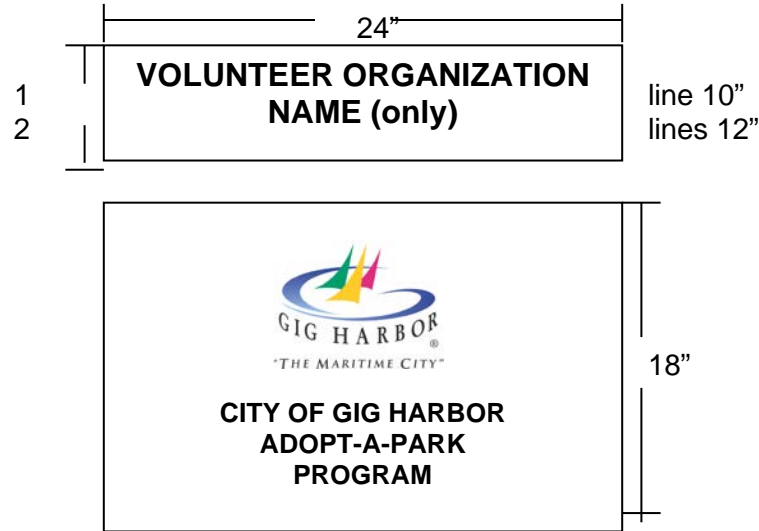 24”
VOLUNTEER ORGANIZATION
NAME (only)
1 line 10”
2 lines 12”
GIG HARBOR
®
"THE MARITIME CITY"
18”
CITY OF GIG HARBOR
ADOPT-A-PARK
PROGRAM